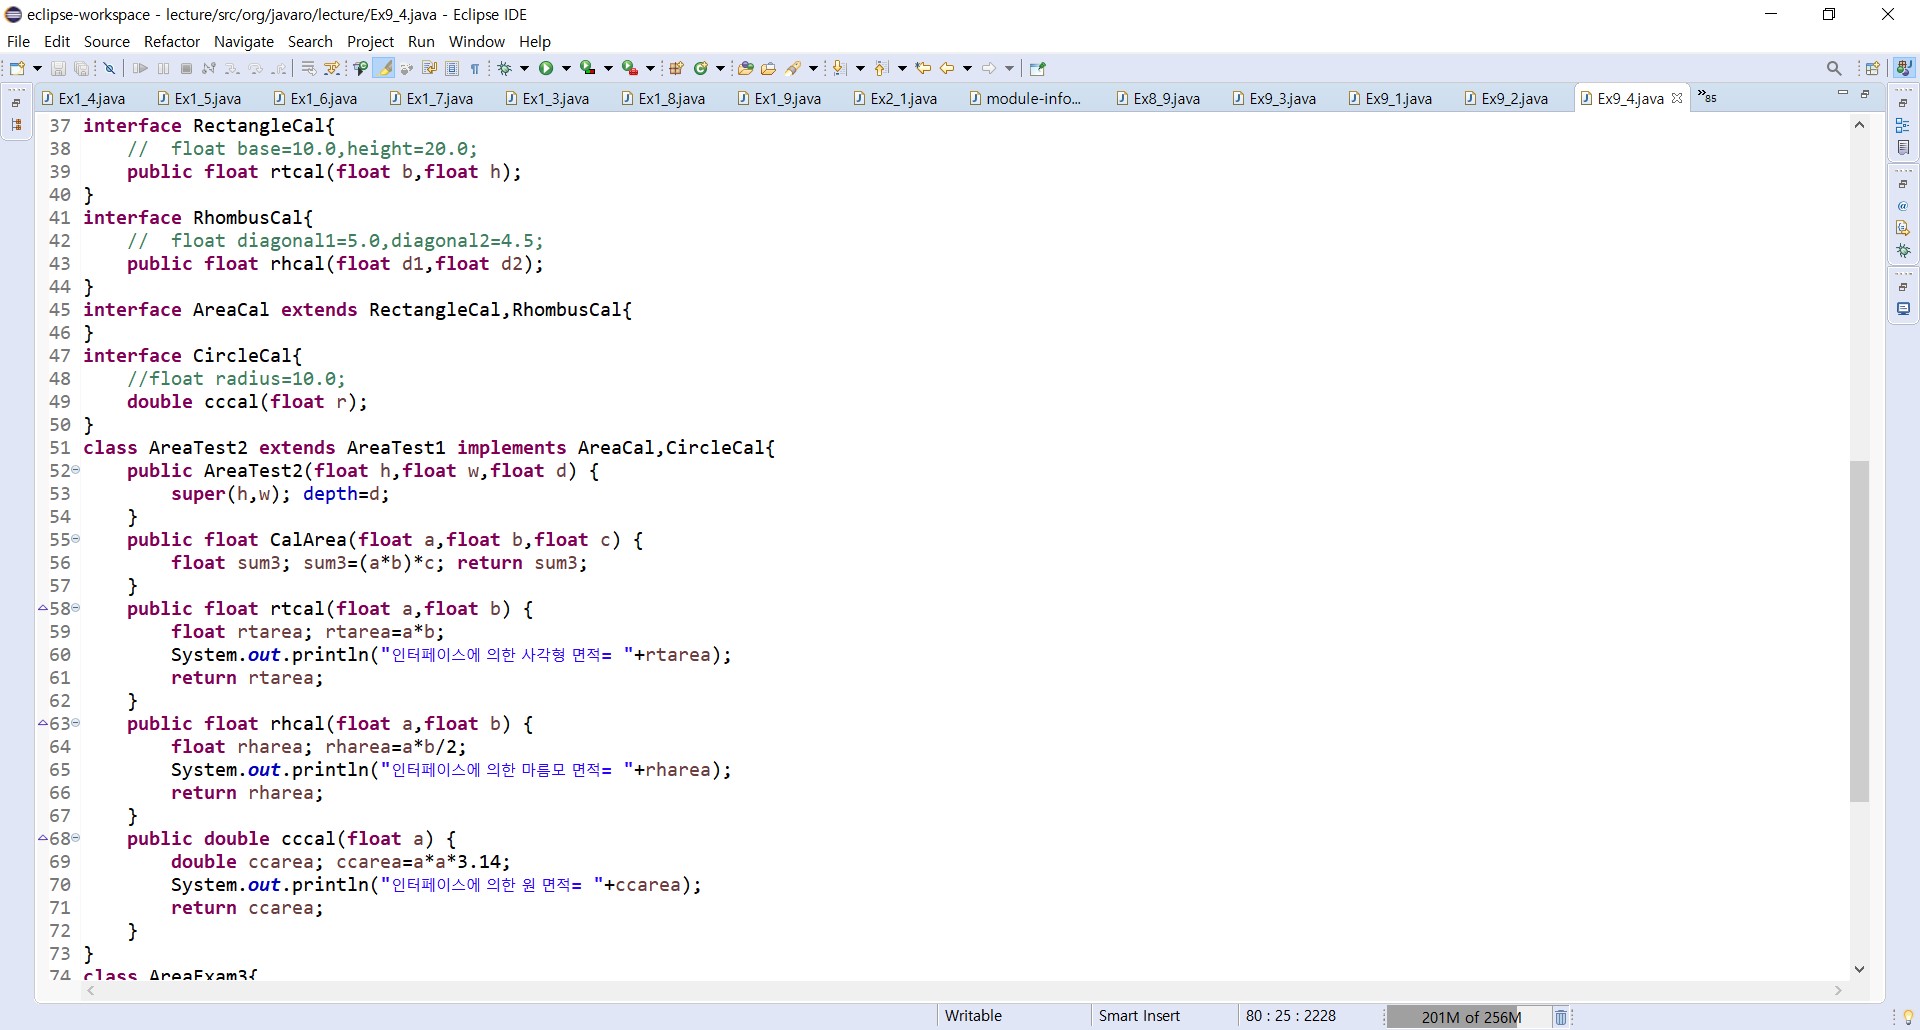 eclipse-workspace - lecture/src/org/javaro/lecture/Ex9_4.java - Eclipse IDE
File Edit Source Refactor Navigate Search Project Run Window Help
Ex1_4.java Ex1_5.java Ex1_6.java Ex1_7.java Ex1_3.java Ex1_8.java Ex1_9.java Ex2_1.java module-info... Ex8_9.java Ex9_3.java Ex9_1.java Ex9_2.java Ex9_4.java »85
37 interface RectangleCal{
38     //  float base=10.0,height=20.0;
39     public float rtcal(float b,float h);
40 }
41 interface RhombusCal{
42     //  float diagonal1=5.0,diagonal2=4.5;
43     public float rhcal(float d1,float d2);
44 }
45 interface AreaCal extends RectangleCal,RhombusCal{
46 }
47 interface CircleCal{
48     //float radius=10.0;
49     double cccal(float r);
50 }
51 class AreaTest2 extends AreaTest1 implements AreaCal,CircleCal{
52     public AreaTest2(float h,float w,float d) {
53         super(h,w); depth=d;
54     }
55     public float CalArea(float a,float b,float c) {
56         float sum3; sum3=(a*b)*c; return sum3;
57     }
58     public float rtcal(float a,float b) {
59         float rtarea; rtarea=a*b;
60         System.out.println("인터페이스에 의한 사각형 면적= "+rtarea);
61         return rtarea;
62     }
63     public float rhcal(float a,float b) {
64         float rharea; rharea=a*b/2;
65         System.out.println("인터페이스에 의한 마름모 면적= "+rharea);
66         return rharea;
67     }
68     public double cccal(float a) {
69         double ccarea; ccarea=a*a*3.14;
70         System.out.println("인터페이스에 의한 원 면적= "+ccarea);
71         return ccarea;
72     }
73 }
74 class AreaExam3{
Writable Smart Insert 80 : 25 : 2228 201M of 256M